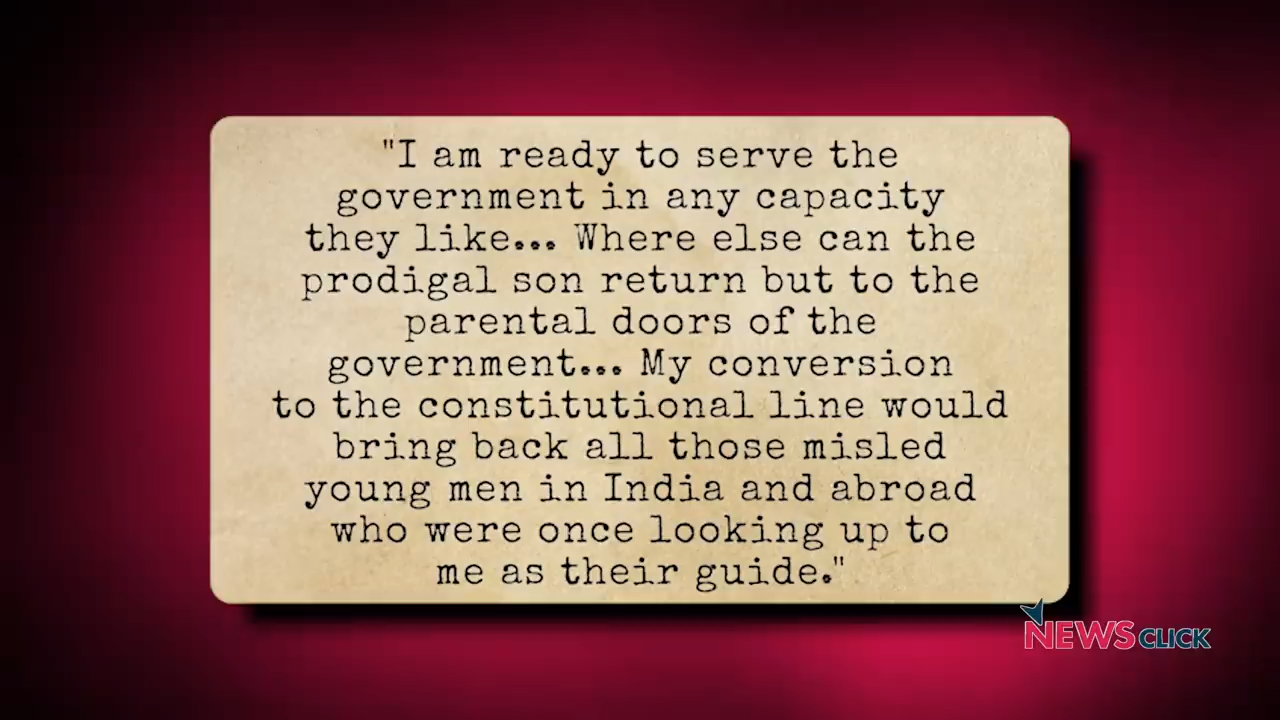 "I am ready to serve the
government in any capacity
they like... Where else can the
prodigal son return but to the
parental doors of the
government... My conversion
to the constitutional line would
bring back all those misled
young men in India and abroad
who were once looking up to
me as their guide."
NEWSCLICK